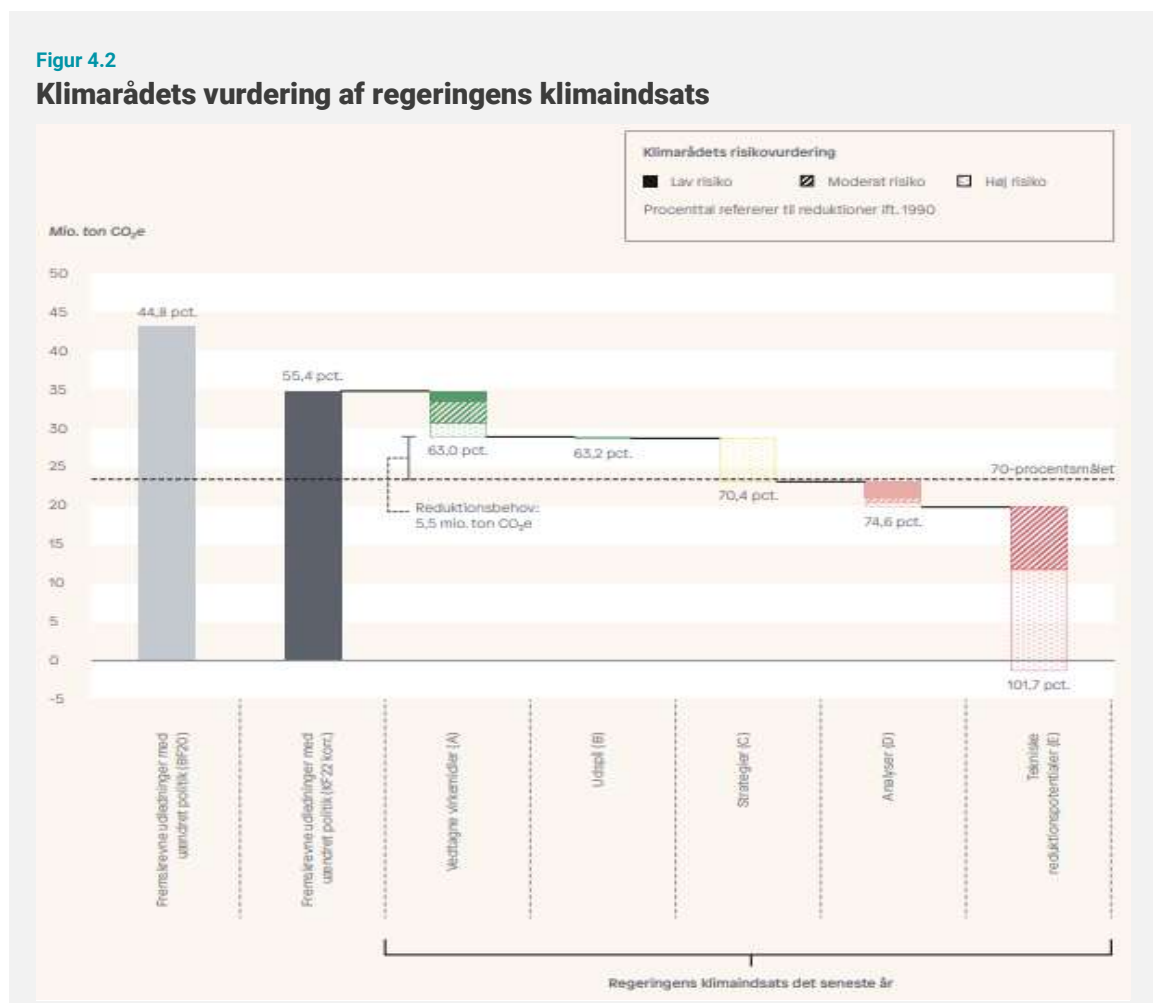 Figur 4.2
Klimarådets vurdering af regeringens klimaindsats
Klimarådets risikovurdering
Lav risiko
Moderat risiko
Høj risiko
Procenttal refererer til reduktioner ift. 1990
Mio. ton CO₂e
50
45
40
35
30
25
20
15
10
5
0
-5
44,8 pct.
55,4 pct.
63,0 pct.
63,2 pct.
70,4 pct.
74,6 pct.
101,7 pct.
70-procentsmålet
Reduktionsbehov:
5,5 mio. ton CO₂e
Fremskrevne udledninger med
uændret politik (BF20)
Fremskrevne udledninger med
uændret politik (KF22 korr.)
Vedtagne virkemidler (A)
Udspil (B)
Strategier (C)
Analyser (D)
Tekniske
reduktionspotentialer (E)
Regeringens klimaindsats det seneste år